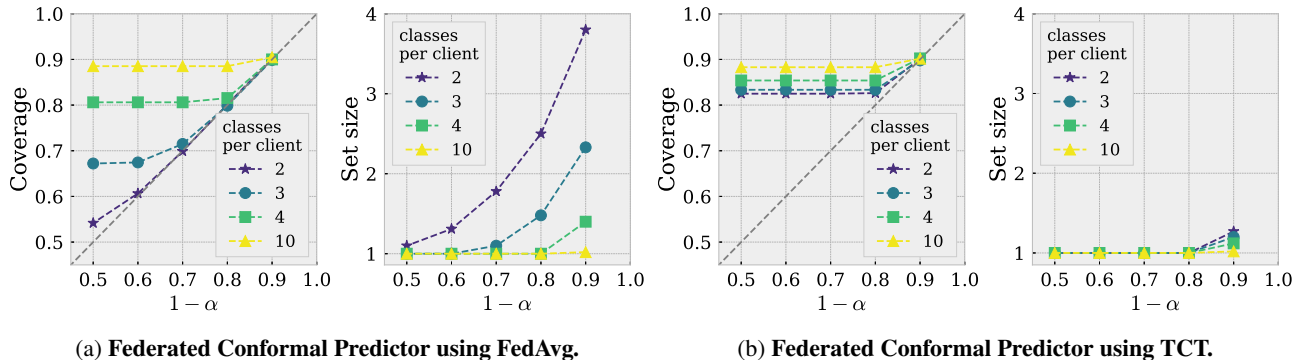 1.0
0.9
0.8
0.7
0.6
0.5
Coverage
0.5 0.6 0.7 0.8 0.9 1.0
1 − α
classes
per client
2
3
4
10
4
3
2
1
Set size
0.5 0.6 0.7 0.8 0.9 1.0
1 − α
classes
per client
2
3
4
10
(a) Federated Conformal Predictor using FedAvg.
1.0
0.9
0.8
0.7
0.6
0.5
Coverage
0.5 0.6 0.7 0.8 0.9 1.0
1 − α
classes
per client
2
3
4
10
4
3
2
1
Set size
0.5 0.6 0.7 0.8 0.9 1.0
1 − α
classes
per client
2
3
4
10
(b) Federated Conformal Predictor using TCT.